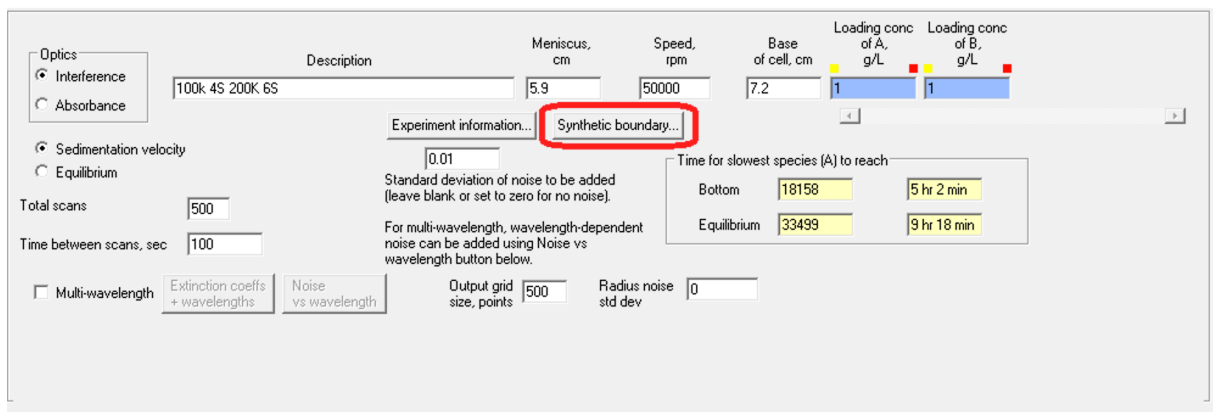 Optics
Interference
Absorbance
Description
100k 4S 200K 6S
Meniscus,
cm
5.9
Speed,
rpm
50000
Base
of cell, cm
7.2
Loading conc
of A,
g/L
1
Loading conc
of B,
g/L
1
Experiment information...
Synthetic boundary...
Sedimentation velocity
Equilibrium
0.01
Standard deviation of noise to be added
(leave blank or set to zero for no noise).
Time for slowest species (A) to reach
Bottom
18158
5 hr 2 min
Equilibrium
33499
9 hr 18 min
Total scans
500
Time between scans, sec
100
For multi-wavelength, wavelength-dependent
noise can be added using Noise vs
wavelength button below.
Multi-wavelength
Extinction coeffs
+ wavelengths
Noise
vs wavelength
Output grid
size, points
500
Radius noise
std dev
0